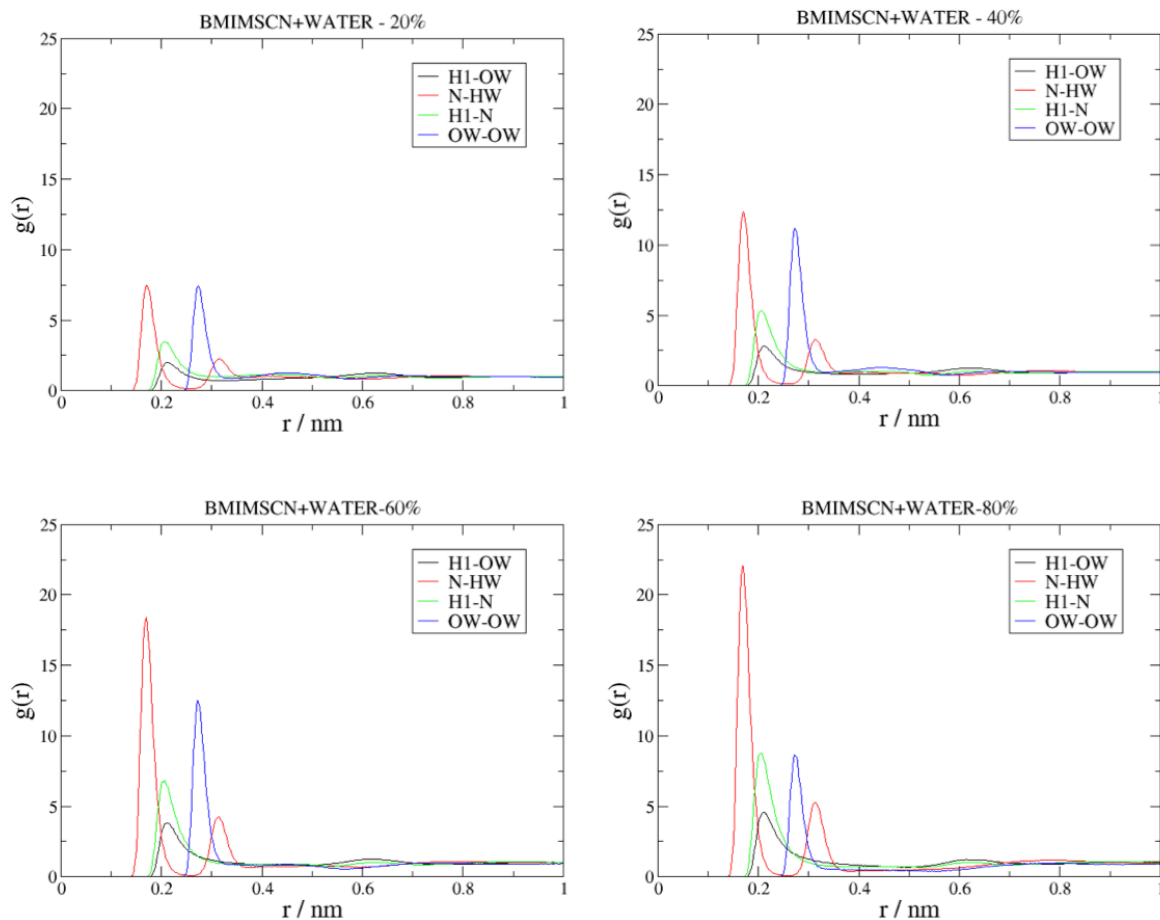 BMIMSCN+WATER - 20%
25
20
15
10
5
0
g(r)
H1-OW
N-HW
H1-N
OW-OW
0 0.2 0.4 0.6 0.8 1
r / nm
BMIMSCN+WATER - 40%
25
20
15
10
5
0
g(r)
H1-OW
N-HW
H1-N
OW-OW
0 0.2 0.4 0.6 0.8 1
r / nm
BMIMSCN+WATER-60%
25
20
15
10
5
0
g(r)
H1-OW
N-HW
H1-N
OW-OW
0 0.2 0.4 0.6 0.8 1
r / nm
BMIMSCN+WATER-80%
25
20
15
10
5
0
g(r)
H1-OW
N-HW
H1-N
OW-OW
0 0.2 0.4 0.6 0.8 1
r / nm